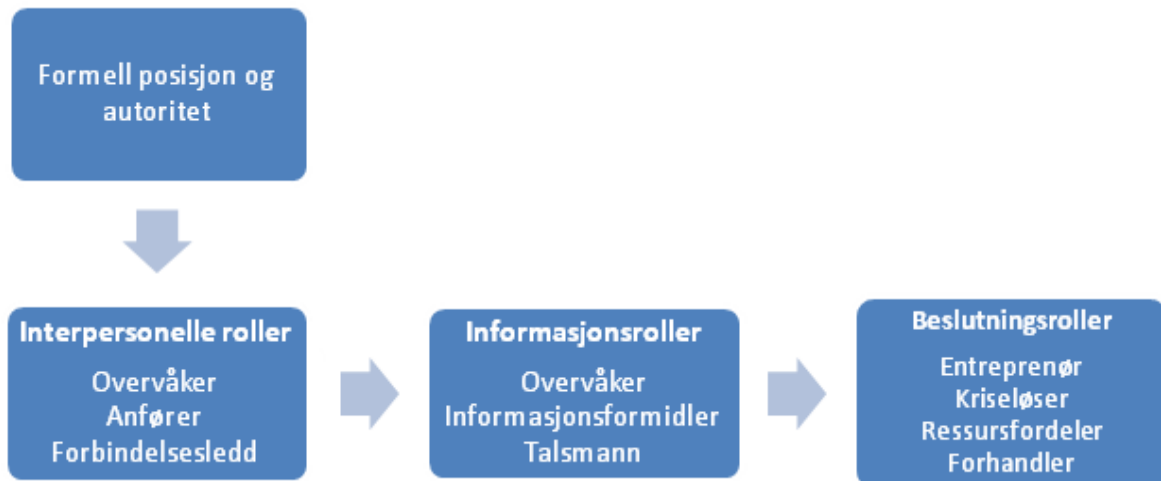 Formell posisjon og
autoritet
Interpersonelle roller
Overvåker
Anfører
Forbindelsesledd
Informasjonsroller
Overvåker
Informasjonsformidler
Talsmann
Beslutningsroller
Entreprenør
Kriseløser
Ressursfordeler
Forhandler